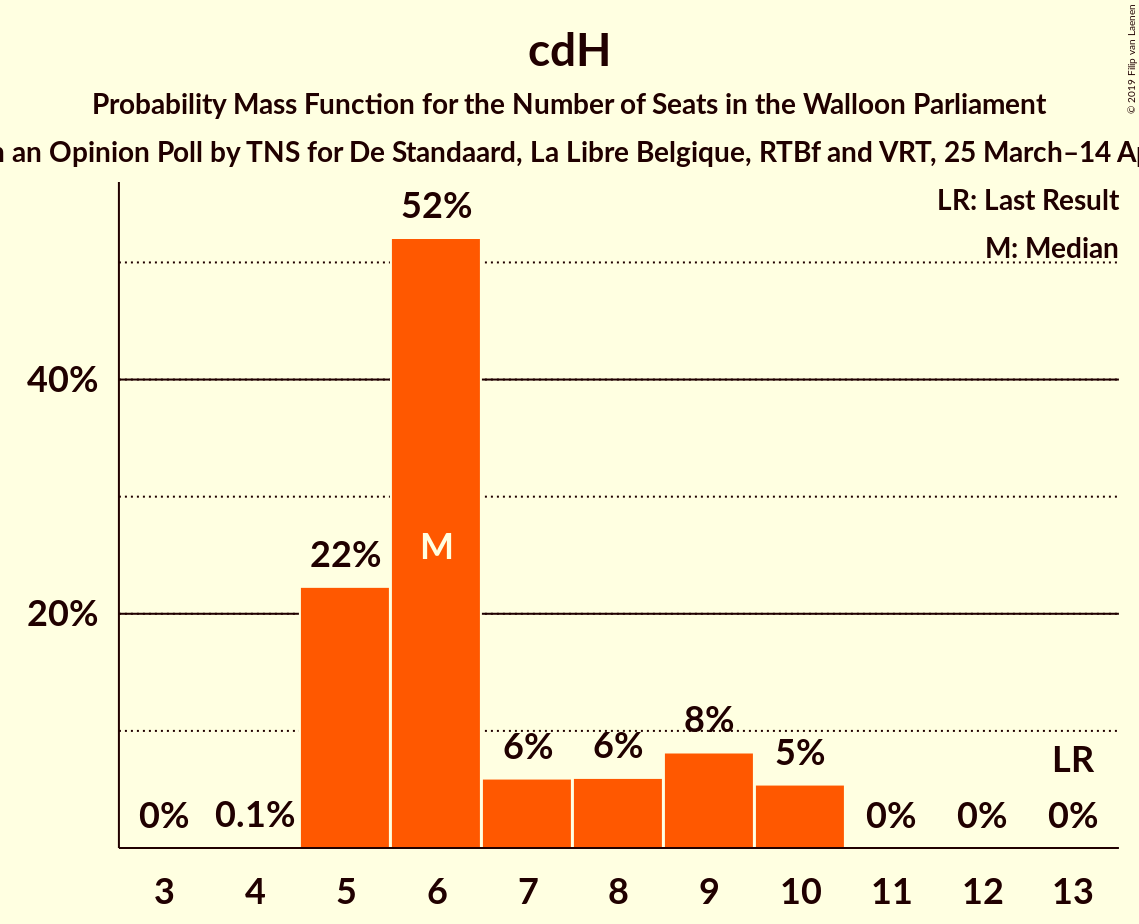 cdH
Probability Mass Function for the Number of Seats in the Walloon Parliament
an Opinion Poll by TNS for De Standaard, La Libre Belgique, RTBf and VRT, 25 March–14
© 2019 Filip van Laenen
LR: Last Result
M: Median
52%
40%
22%
M
20%
8%
6%
6%
5%
LR
0%
0.1%
0%
0%
0%
3 4 5 6 7 8 9 10 11 12 13